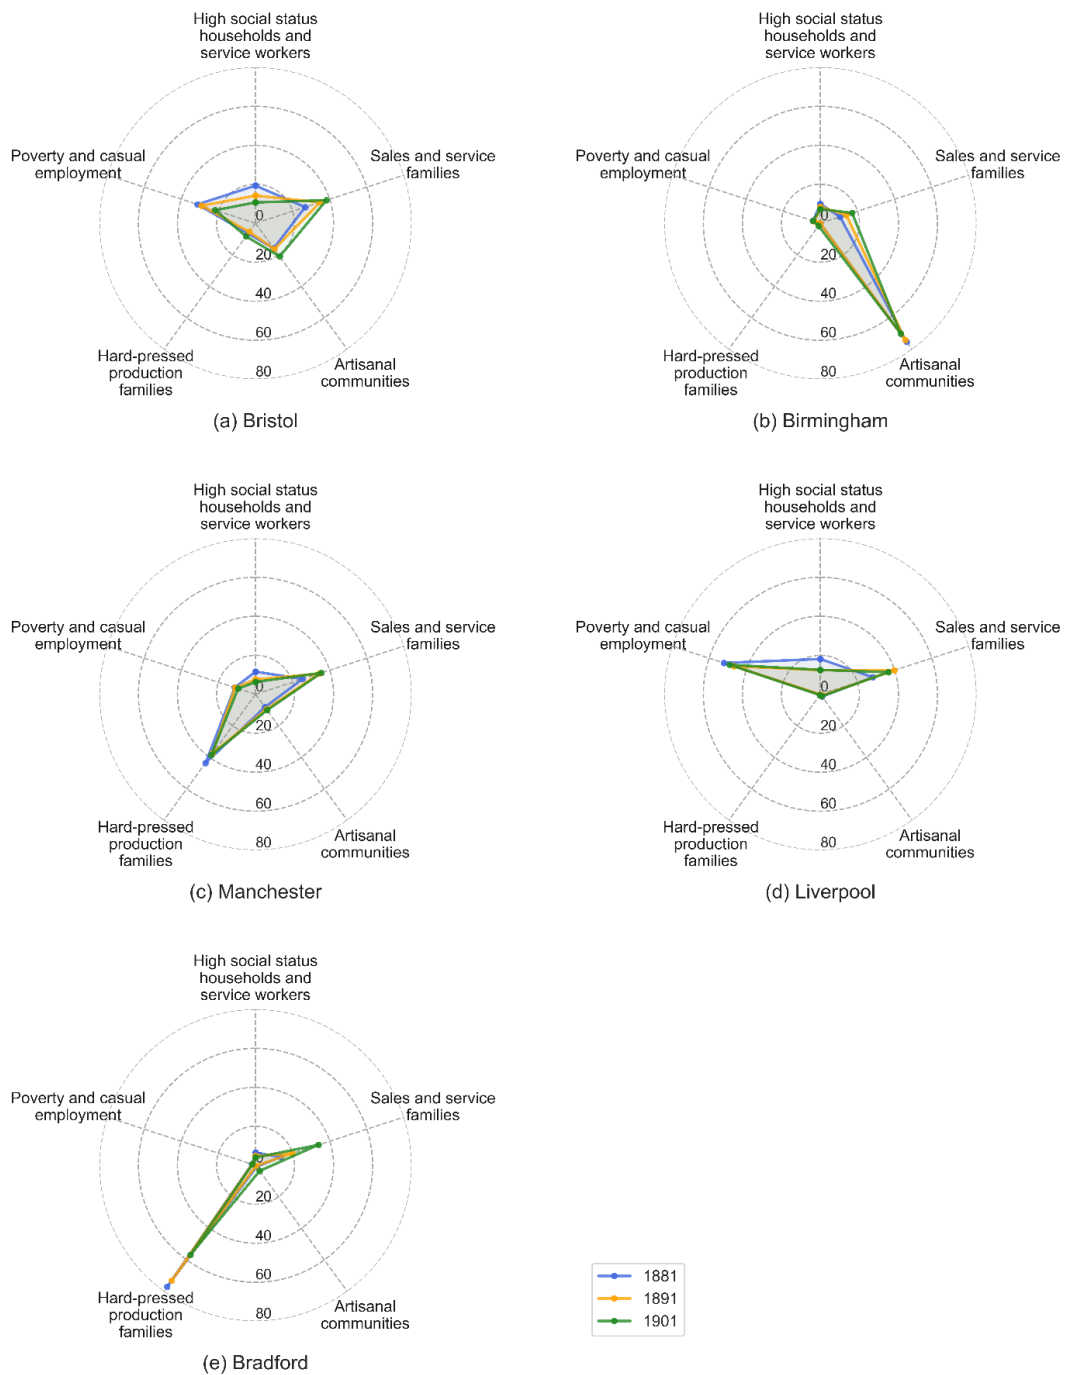 High social status
households and
service workers
Poverty and casual
employment
Sales and service
families
0
20
40
60
80
Hard-pressed
production
families
Artisanal
communities
(a) Bristol
High social status
households and
service workers
Poverty and casual
employment
Sales and service
families
0
20
40
60
80
Hard-pressed
production
families
Artisanal
communities
(b) Birmingham
High social status
households and
service workers
Poverty and casual
employment
Sales and service
families
0
20
40
60
80
Hard-pressed
production
families
Artisanal
communities
(c) Manchester
High social status
households and
service workers
Poverty and casual
employment
Sales and service
families
0
20
40
60
80
Hard-pressed
production
families
Artisanal
communities
(d) Liverpool
High social status
households and
service workers
Poverty and casual
employment
Sales and service
families
0
20
40
60
80
Hard-pressed
production
families
Artisanal
communities
(e) Bradford
1881
1891
1901